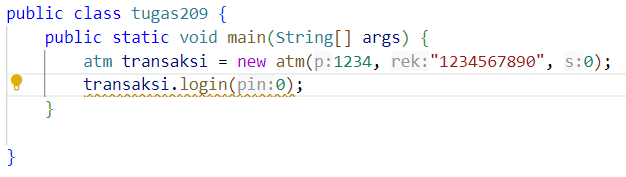 public class tugas209 {
    public static void main(String[] args) {
        atm transaksi = new atm(p:1234, rek:"1234567890", s:0);
        transaksi.login(pin:0);
    }
}